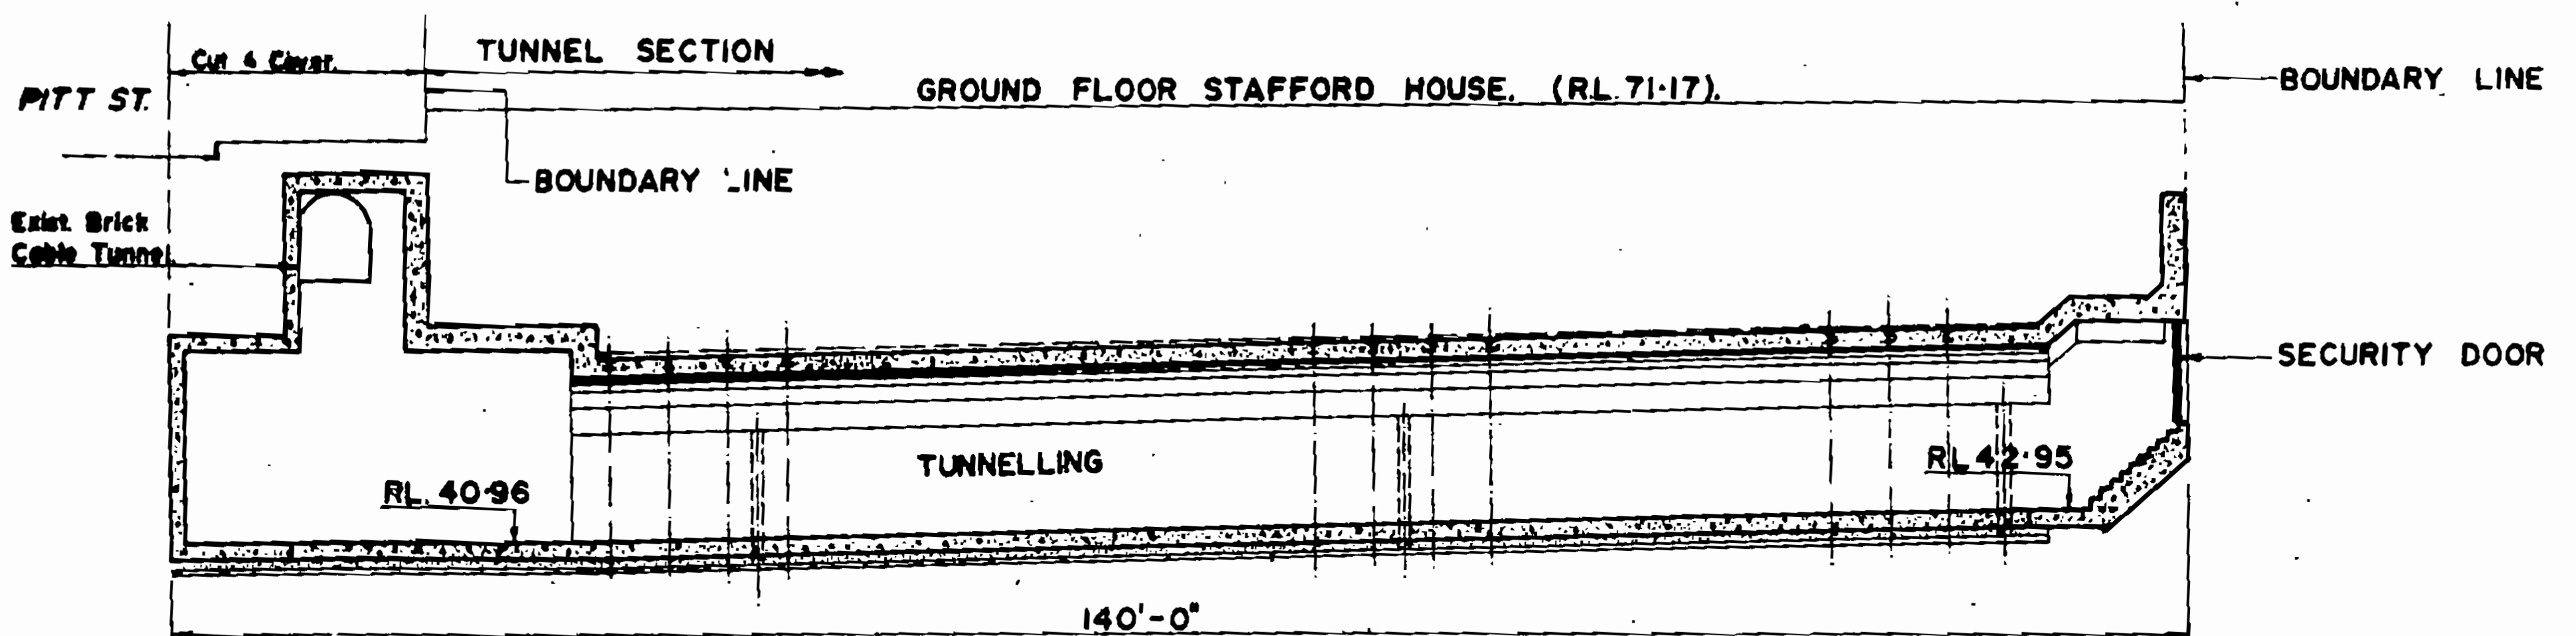 Cut & Cover.
TUNNEL SECTION
PITT ST.
GROUND FLOOR STAFFORD HOUSE. (R.L. 71·17).
BOUNDARY LINE
BOUNDARY LINE
Exist. Brick
Cable Tunnel
SECURITY DOOR
TUNNELLING
RL 42·95
RL. 40·96
140'-0"